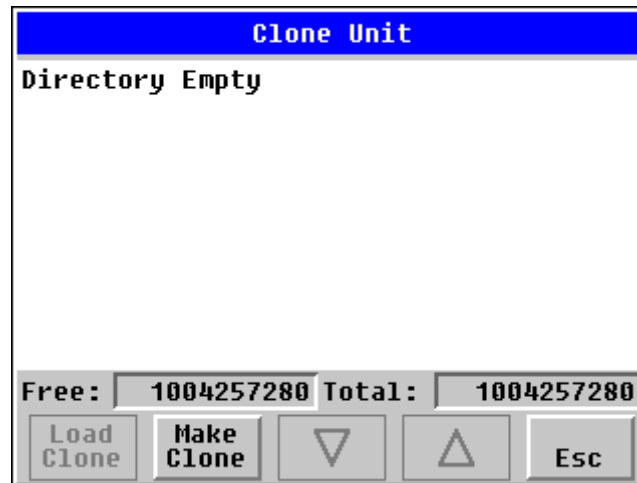 Clone Unit
Directory Empty
Free: 1004257280 Total: 1004257280
Load Clone Make Clone Esc